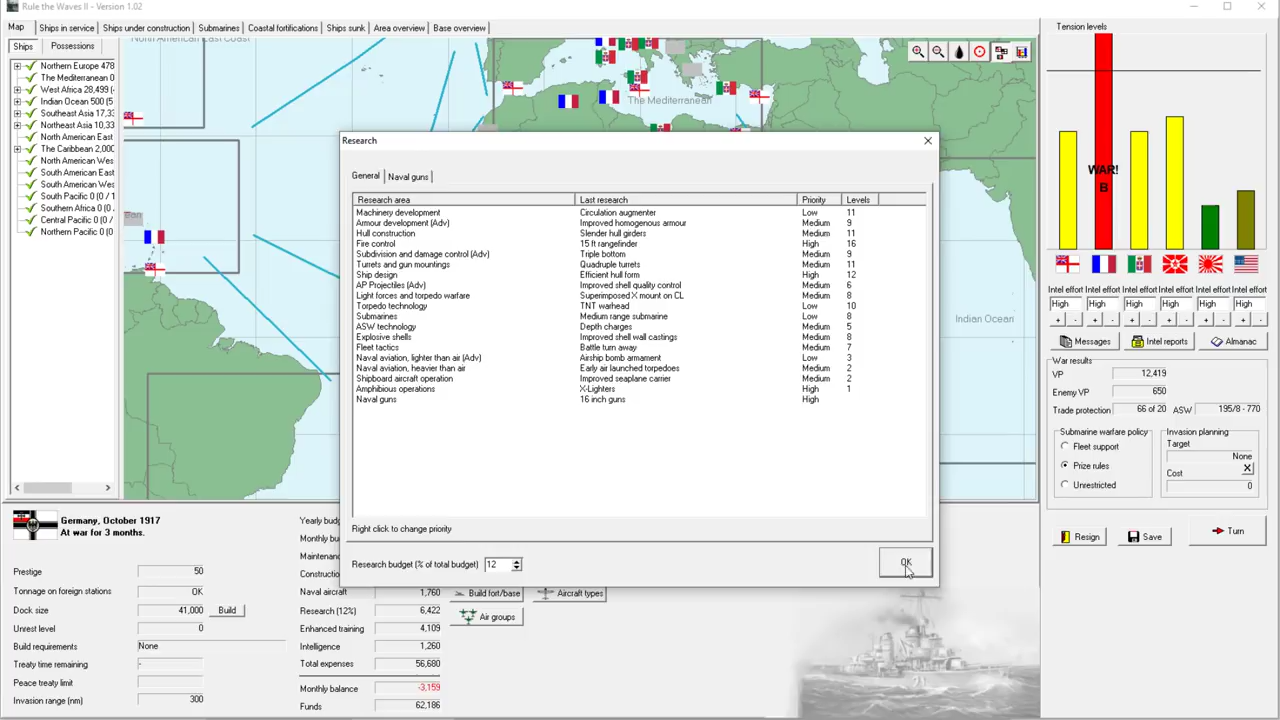 Rule the Waves II - Version 1.02
Map
Ships in service
Ships under construction
Submarines
Coastal fortifications
Ships sunk
Area overview
Base overview
Ships
Possessions
Northern Europe 478
The Mediterranean 0
West Africa 28,499 (-
Indian Ocean 500 (5
Southeast Asia 17,3
Northeast Asia 10,33
North American East
The Caribbean 2,000
North American Wes
South American East
South American Wes
South Pacific 0 (0 / 1
Southern Africa 0 (0
Central Pacific 0 (0 /
Northern Pacific 0 (0
North American East Coast
The Mediterranean
Indian Ocean
Research
General
Naval guns
Research area Last research Priority Levels
Machinery development Circulation augmenter Low 11
Armour development (Adv) Improved homogenous armour Medium 9
Hull construction Slender hull girders Medium 11
Fire control 15 ft rangefinder High 16
Subdivision and damage control (Adv) Triple bottom Medium 9
Turrets and gun mountings Quadruple turrets Medium 11
Ship design Efficient hull form High 12
AP Projectiles (Adv) Improved shell quality control Medium 6
Light forces and torpedo warfare Superimposed X mount on CL Medium 8
Torpedo technology TNT warhead Low 10
Submarines Medium range submarine Low 8
ASW technology Depth charges Medium 5
Explosive shells Improved shell wall castings Medium 8
Fleet tactics Battle turn away Medium 7
Naval aviation, lighter than air (Adv) Airship bomb armament Low 3
Naval aviation, heavier than air Early air launched torpedoes Medium 2
Shipboard aircraft operation Improved seaplane carrier Medium 2
Amphibious operations X-Lighters High 1
Naval guns 16 inch guns High
Right click to change priority
Research budget (% of total budget) 12
OK
Tension levels
WAR!
B
Intel effort Intel effort Intel effort Intel effort Intel effort Intel effort
High High High High High High
+ - + - + - + - + - + -
Messages
Intel reports
Almanac
War results
VP 12,419
Enemy VP 650
Trade protection 66 of 20 ASW 195/8 - 770
Submarine warfare policy
Fleet support
Prize rules
Unrestricted
Invasion planning
Target
None
Cost X
0
Resign
Save
Turn
Germany, October 1917
At war for 3 months.
Prestige 50
Tonnage on foreign stations OK
Dock size 41,000 Build
Unrest level 0
Build requirements None
Treaty time remaining -
Peace treaty limit
Invasion range (nm) 300
Yearly budg
Monthly bu
Maintenanc
Constructio
Naval aircraft 1,760
Research (12%) 6,422
Enhanced training 4,109
Intelligence 1,260
Total expenses 56,680
Monthly balance -3,159
Funds 62,186
Build fort/base
Aircraft types
Air groups